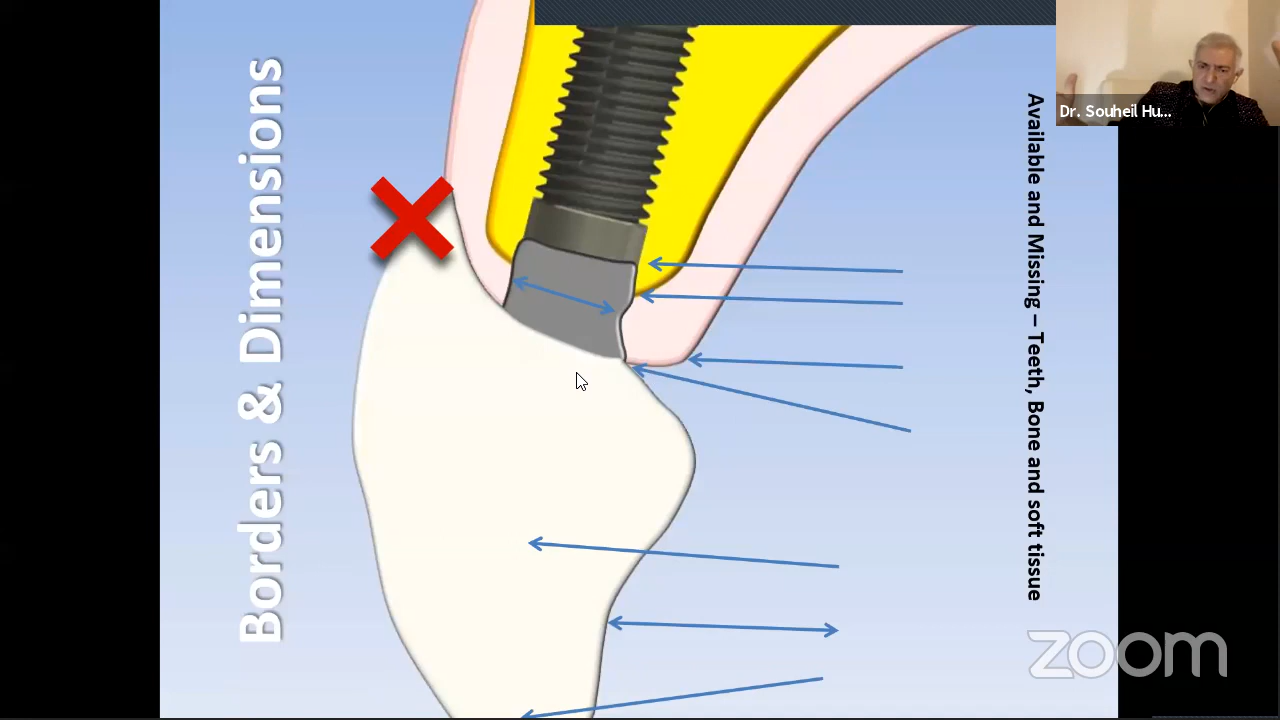 Borders & Dimensions
Available and Missing – Teeth, Bone and soft tissue
Dr. Souheil Hu...
zoom